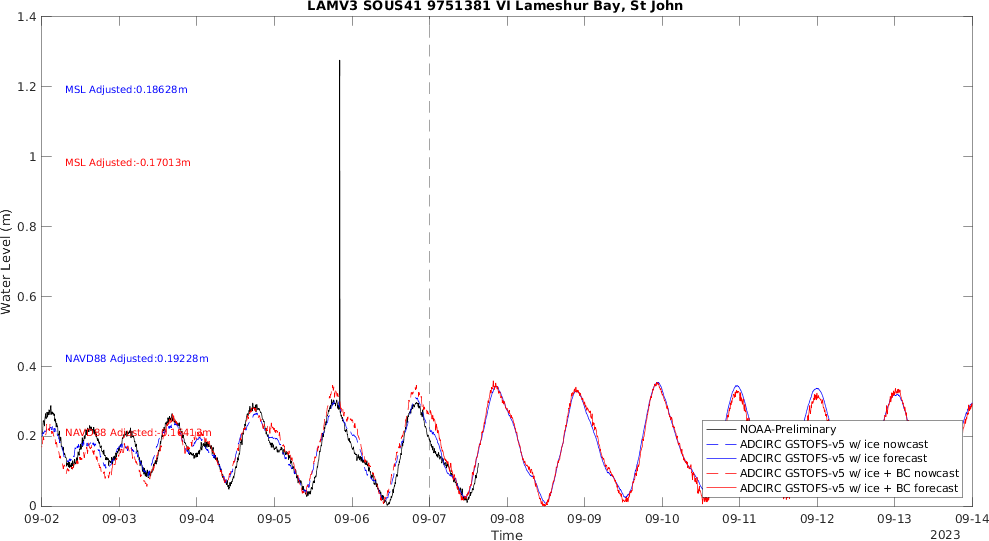 LAMV3 SOUS41 9751381 VI Lameshur Bay, St John
1.4
1.2
1
0.8
0.6
0.4
0.2
0
Water Level (m)
MSL Adjusted:0.18628m
MSL Adjusted:-0.17013m
NAVD88 Adjusted:0.19228m
NAVD88 Adjusted:-0.16413m
NOAA-Preliminary
ADCIRC GSTOFS-v5 w/ ice nowcast
ADCIRC GSTOFS-v5 w/ ice forecast
ADCIRC GSTOFS-v5 w/ ice + BC nowcast
ADCIRC GSTOFS-v5 w/ ice + BC forecast
09-02 09-03 09-04 09-05 09-06 09-07 09-08 09-09 09-10 09-11 09-12 09-13 09-14
Time
2023